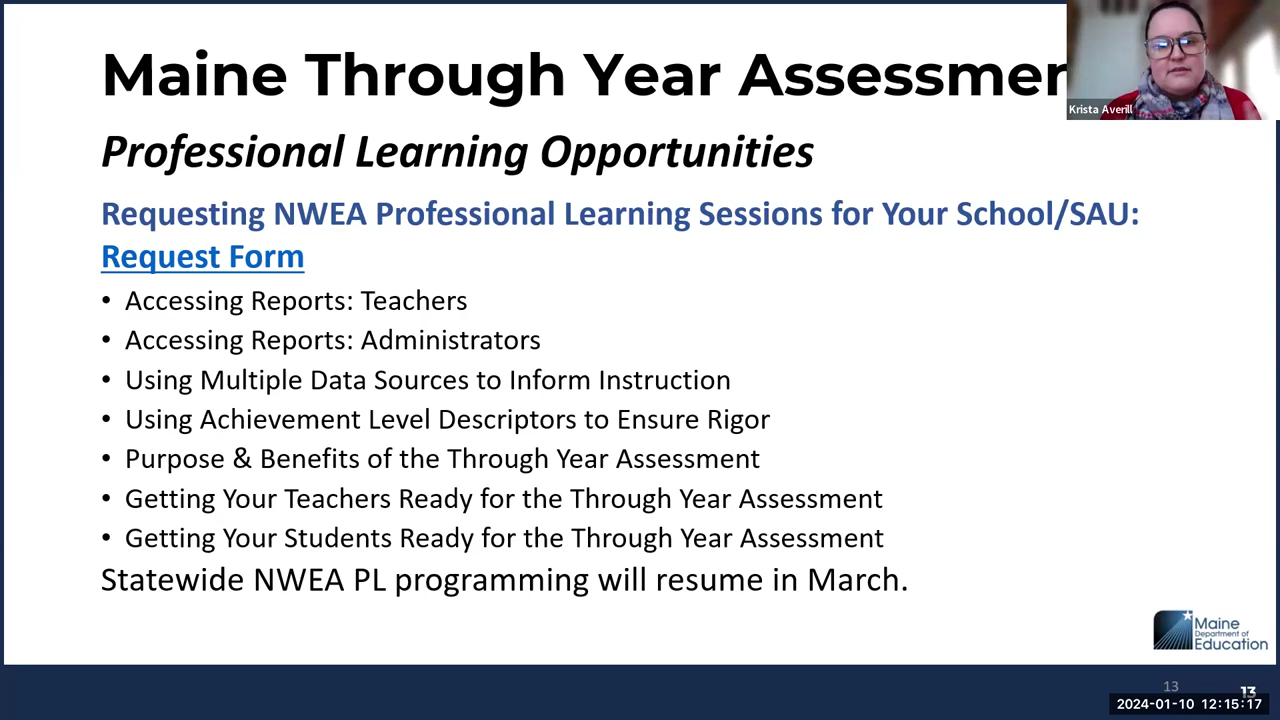 Maine Through Year Assessmen
Krista Averill
Professional Learning Opportunities
Requesting NWEA Professional Learning Sessions for Your School/SAU:
Request Form
• Accessing Reports: Teachers
• Accessing Reports: Administrators
• Using Multiple Data Sources to Inform Instruction
• Using Achievement Level Descriptors to Ensure Rigor
• Purpose & Benefits of the Through Year Assessment
• Getting Your Teachers Ready for the Through Year Assessment
• Getting Your Students Ready for the Through Year Assessment
Statewide NWEA PL programming will resume in March.
Maine
Department of
Education
13
13
2024-01-10 12:15:17